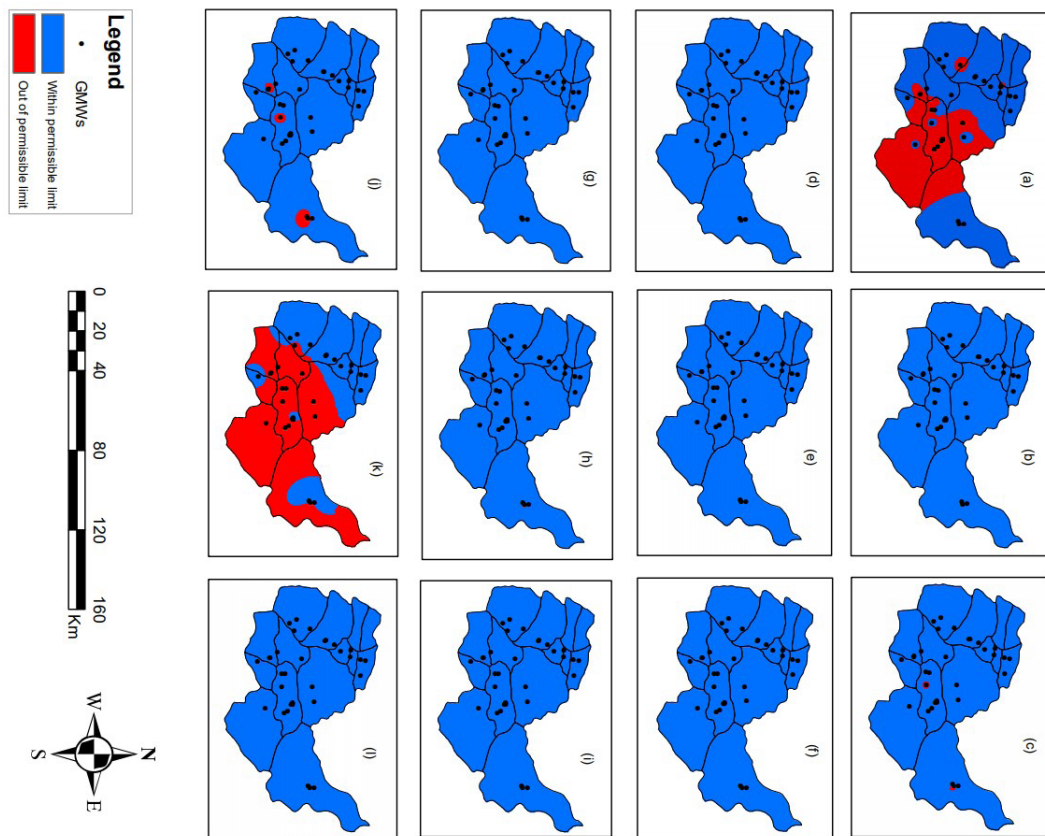 (a)
(b)
(c)
(d)
(e)
(f)
(g)
(h)
(i)
(j)
(k)
(l)
Legend
GMWs
Within permissible limit
Out of permissible limit
0 20 40 80 120 160
Km
N
W E
S